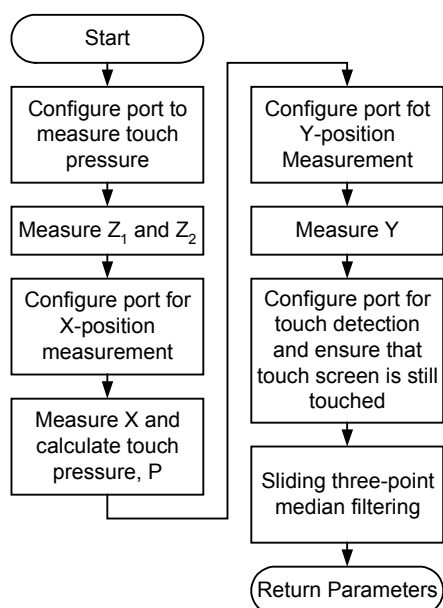 Start
Configure port to
measure touch
pressure
Measure Z₁ and Z₂
Configure port for
X-position
measurement
Measure X and
calculate touch
pressure, P
Configure port fot
Y-position
Measurement
Measure Y
Configure port for
touch detection
and ensure that
touch screen is still
touched
Sliding three-point
median filtering
Return Parameters